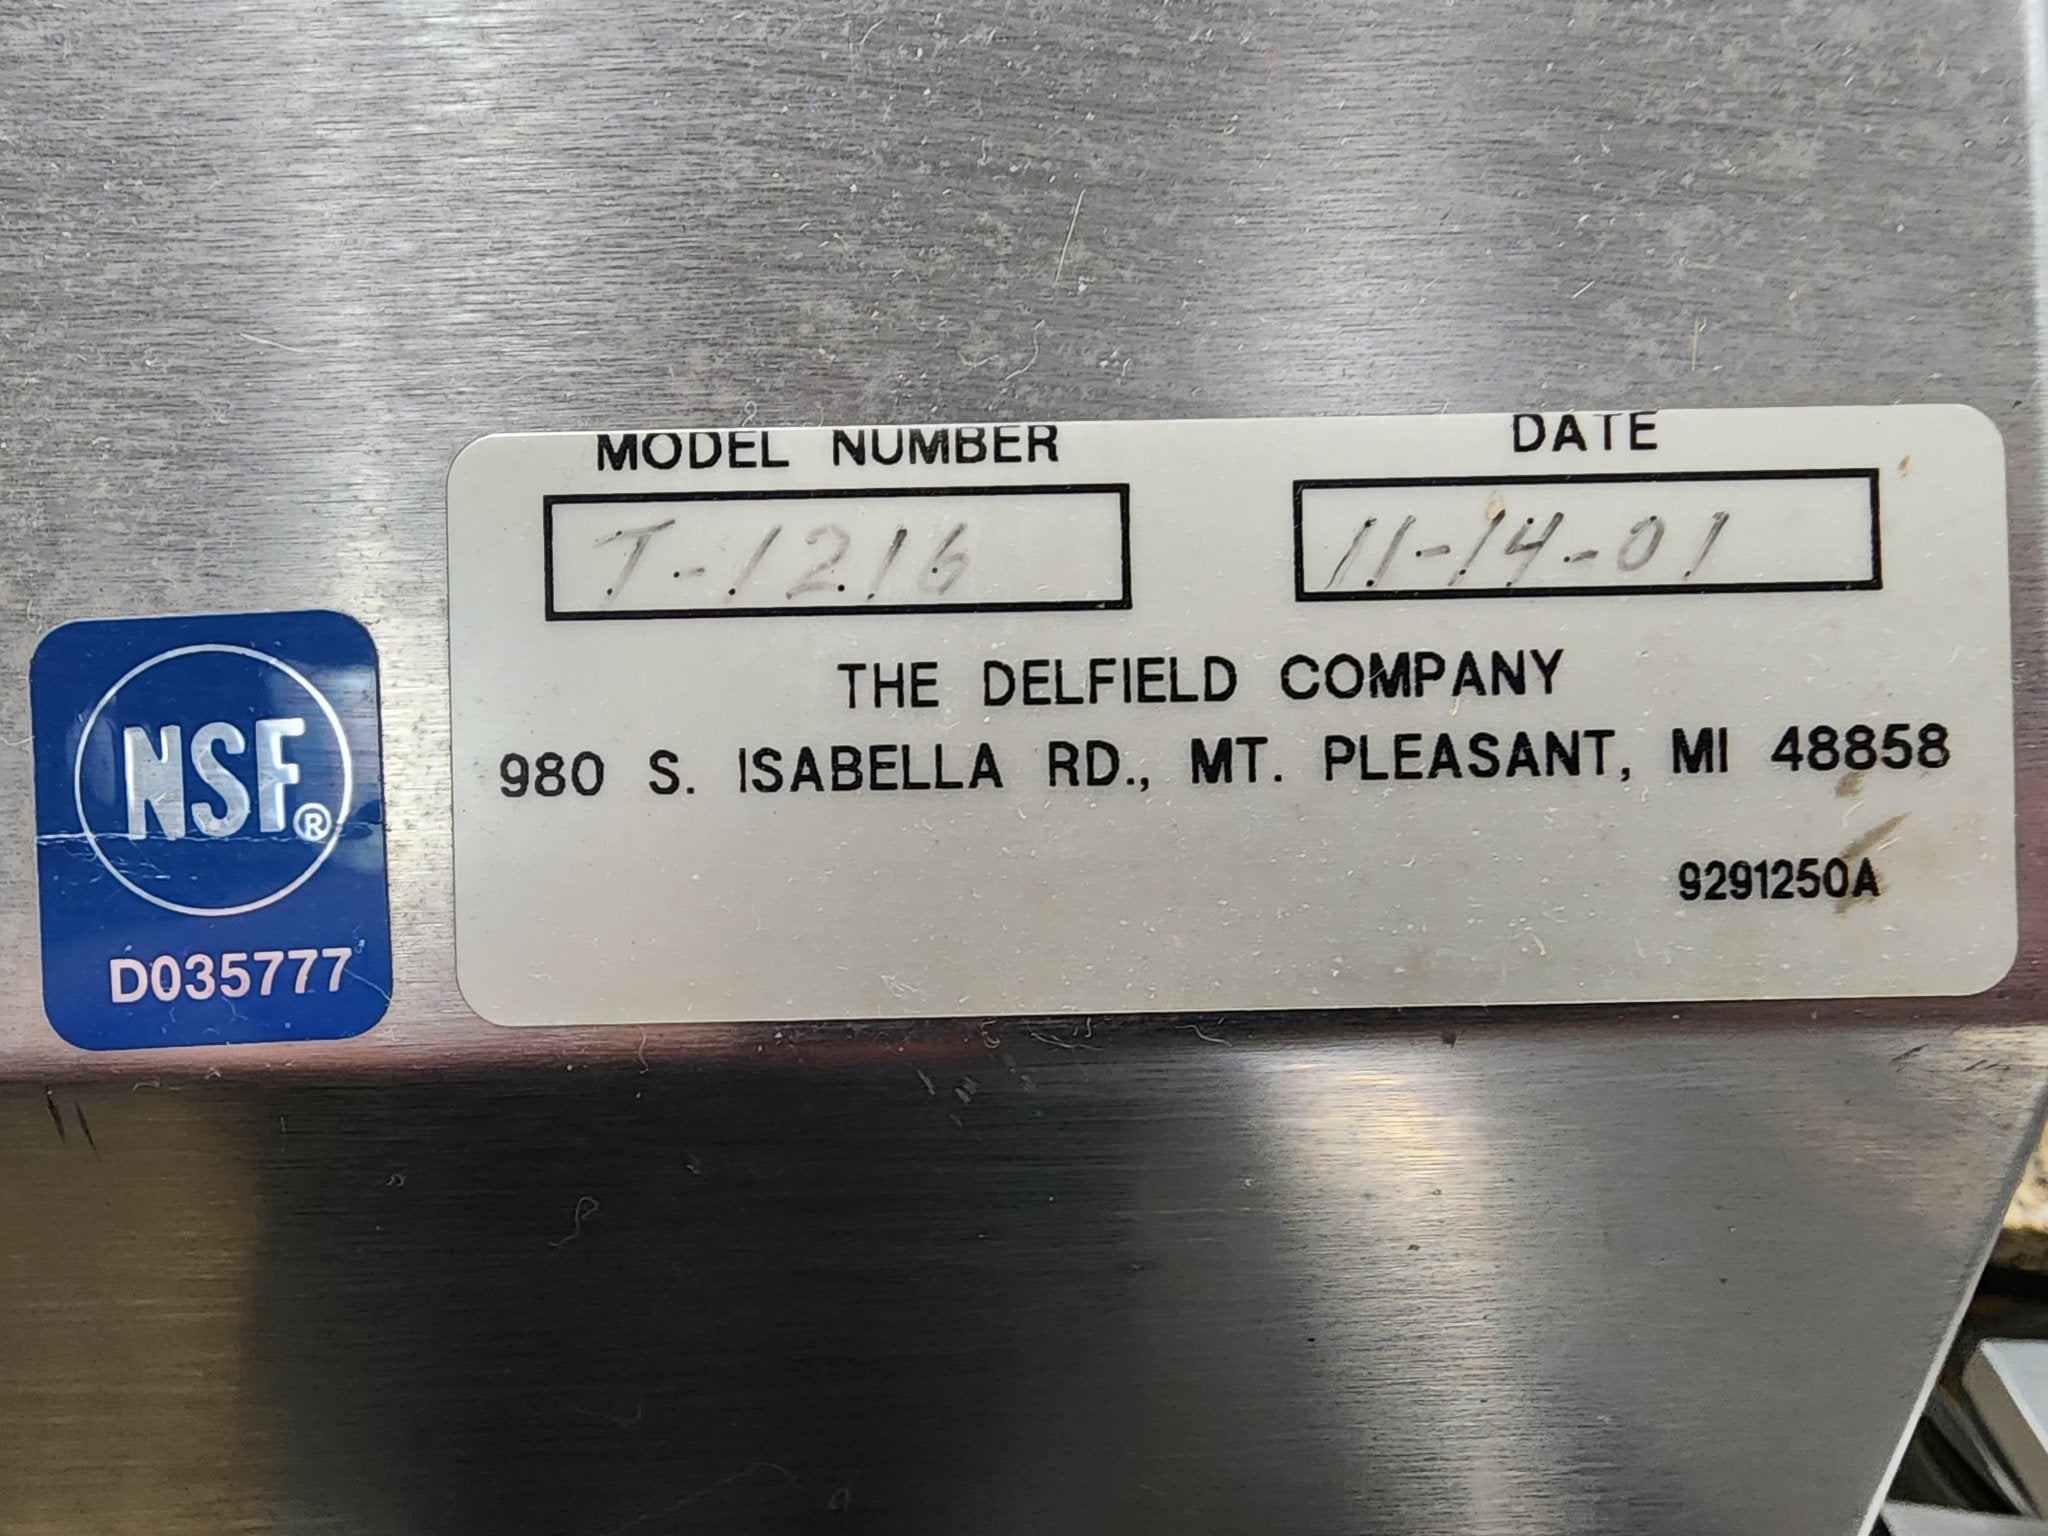 MODEL NUMBER DATE
T-1216 11-14-01
THE DELFIELD COMPANY
980 S. ISABELLA RD., MT. PLEASANT, MI 48858
9291250A
NSF®
D035777